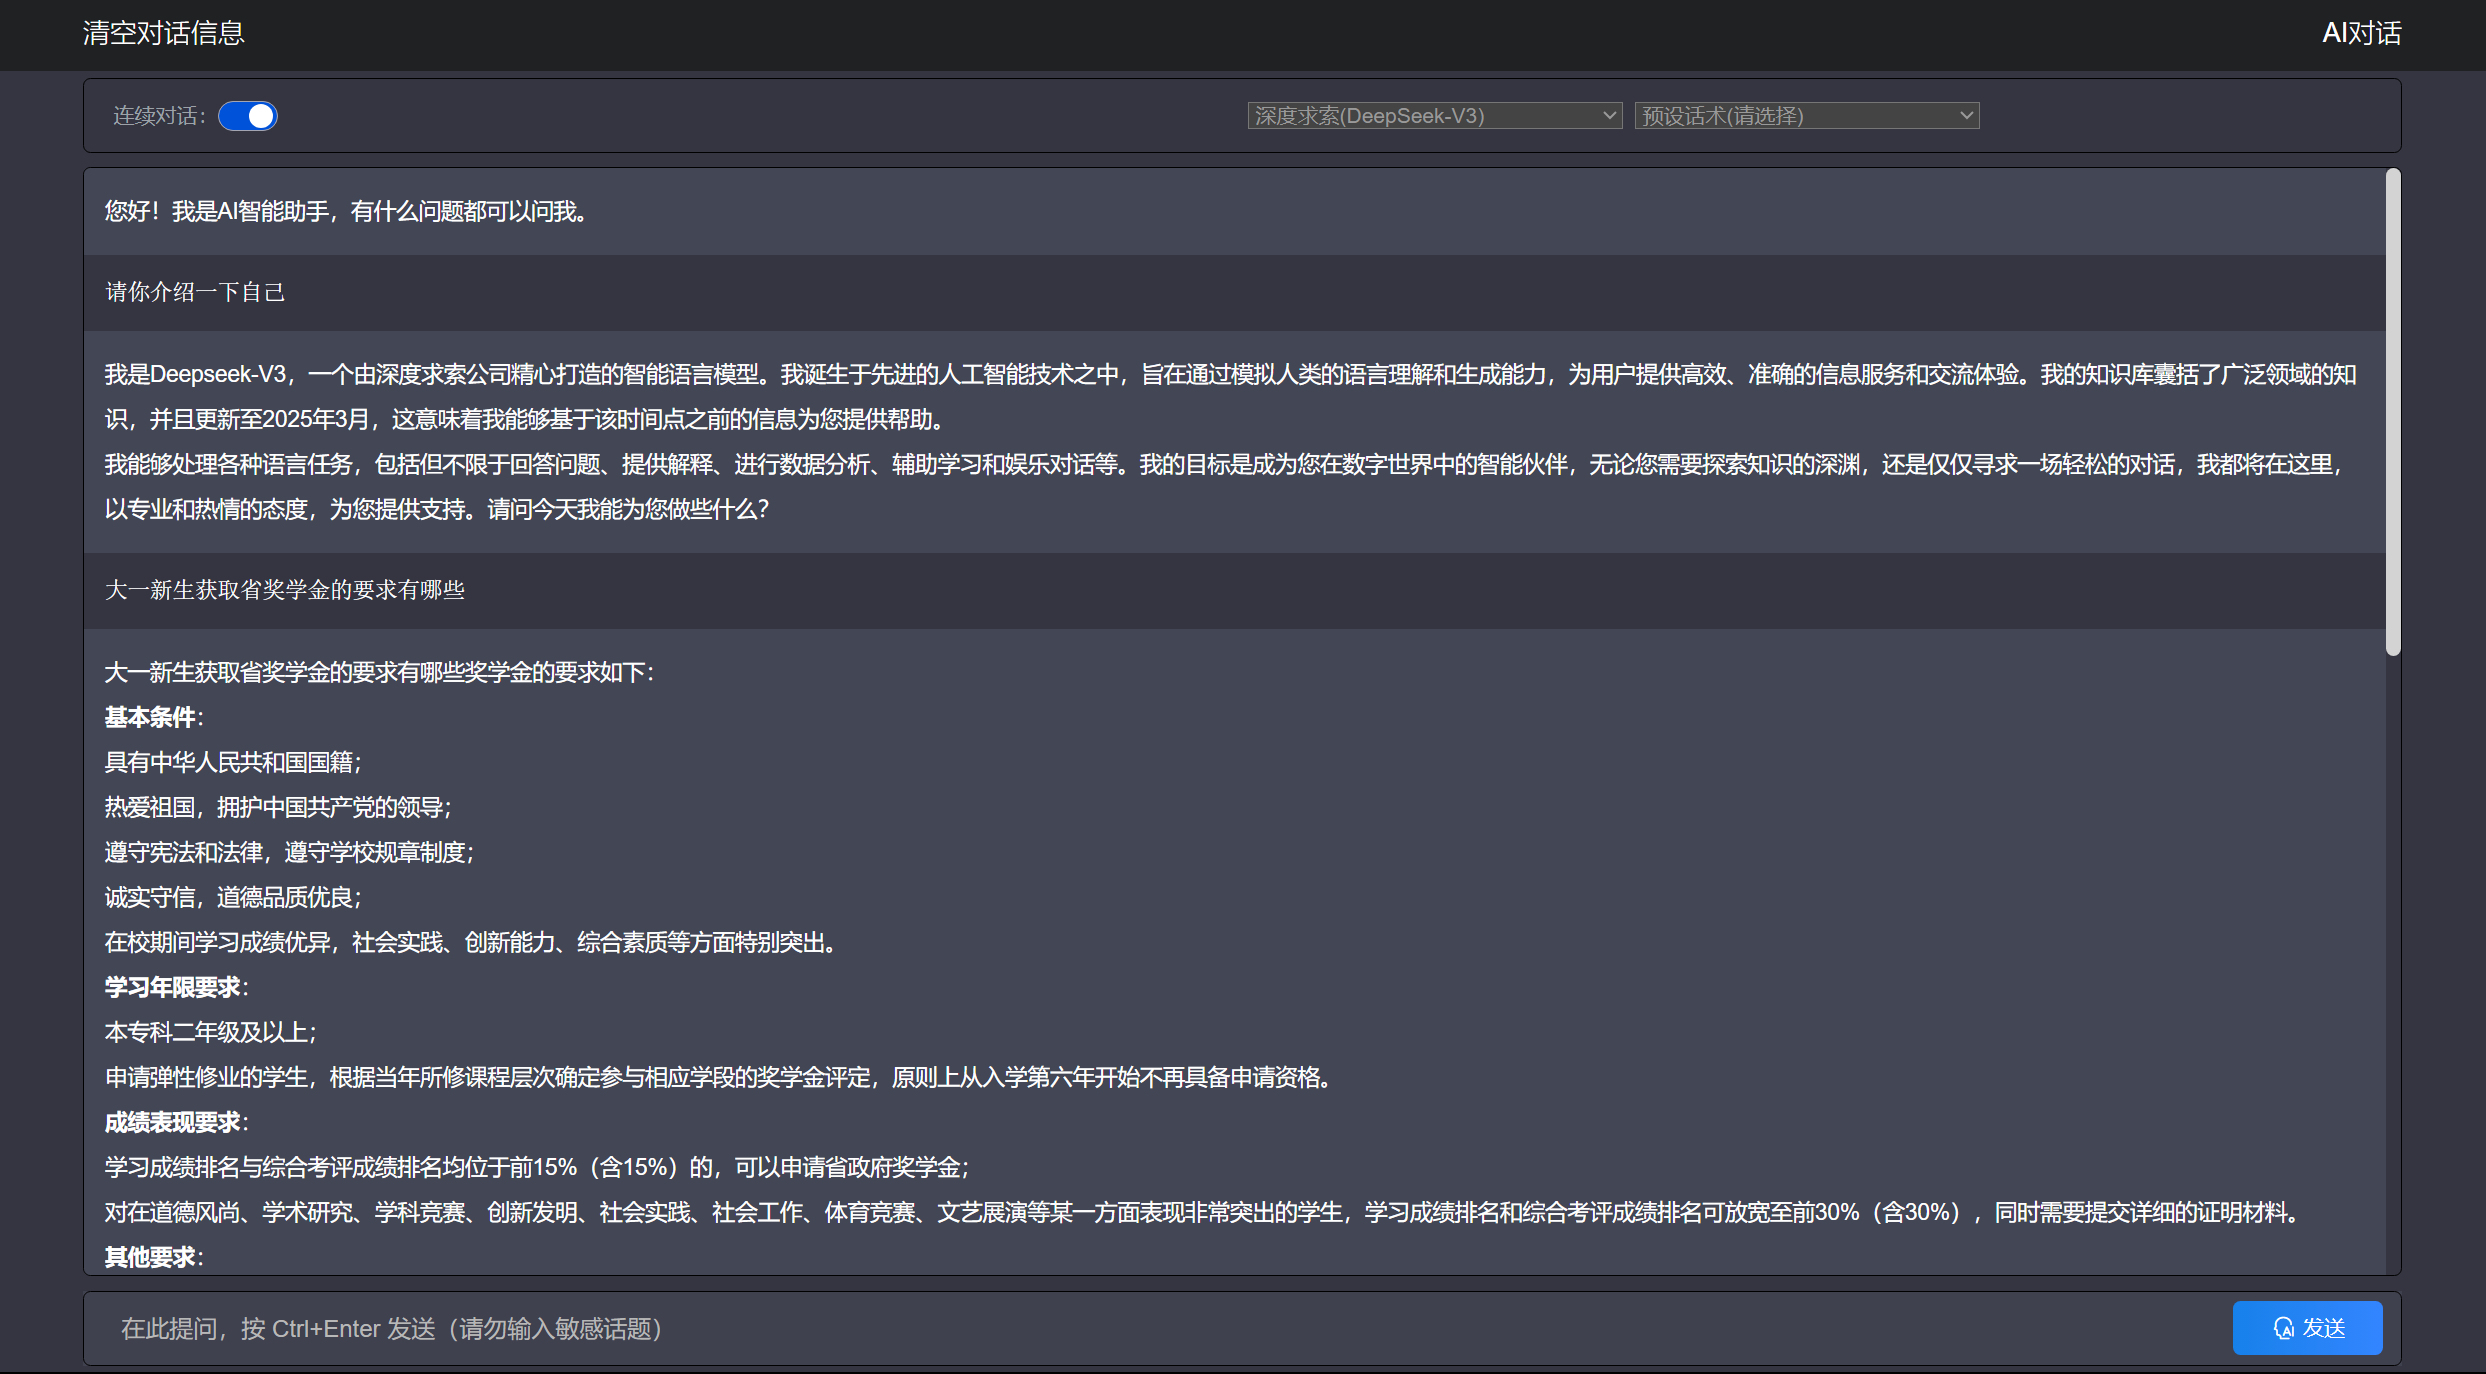 清空对话信息
AI对话
连续对话：
深度求索(DeepSeek-V3)
预设话术(请选择)
您好！我是AI智能助手，有什么问题都可以问我。
请你介绍一下自己
我是Deepseek-V3，一个由深度求索公司精心打造的智能语言模型。我诞生于先进的人工智能技术之中，旨在通过模拟人类的语言理解和生成能力，为用户提供高效、准确的信息服务和交流体验。我的知识库囊括了广泛领域的知
识，并且更新至2025年3月，这意味着我能够基于该时间点之前的信息为您提供帮助。
我能够处理各种语言任务，包括但不限于回答问题、提供解释、进行数据分析、辅助学习和娱乐对话等。我的目标是成为您在数字世界中的智能伙伴，无论您需要探索知识的深渊，还是仅仅寻求一场轻松的对话，我都将在这里，
以专业和热情的态度，为您提供支持。请问今天我能为您做些什么？
大一新生获取省奖学金的要求有哪些
大一新生获取省奖学金的要求有哪些奖学金的要求如下：
基本条件：
具有中华人民共和国国籍；
热爱祖国，拥护中国共产党的领导；
遵守宪法和法律，遵守学校规章制度；
诚实守信，道德品质优良；
在校期间学习成绩优异，社会实践、创新能力、综合素质等方面特别突出。
学习年限要求：
本专科二年级及以上；
申请弹性修业的学生，根据当年所修课程层次确定参与相应学段的奖学金评定，原则上从入学第六年开始不再具备申请资格。
成绩表现要求：
学习成绩排名与综合考评成绩排名均位于前15%（含15%）的，可以申请省政府奖学金；
对在道德风尚、学术研究、学科竞赛、创新发明、社会实践、社会工作、体育竞赛、文艺展演等某一方面表现非常突出的学生，学习成绩排名和综合考评成绩排名可放宽至前30%（含30%），同时需要提交详细的证明材料。
其他要求：
在此提问，按 Ctrl+Enter 发送（请勿输入敏感话题）
AI 发送